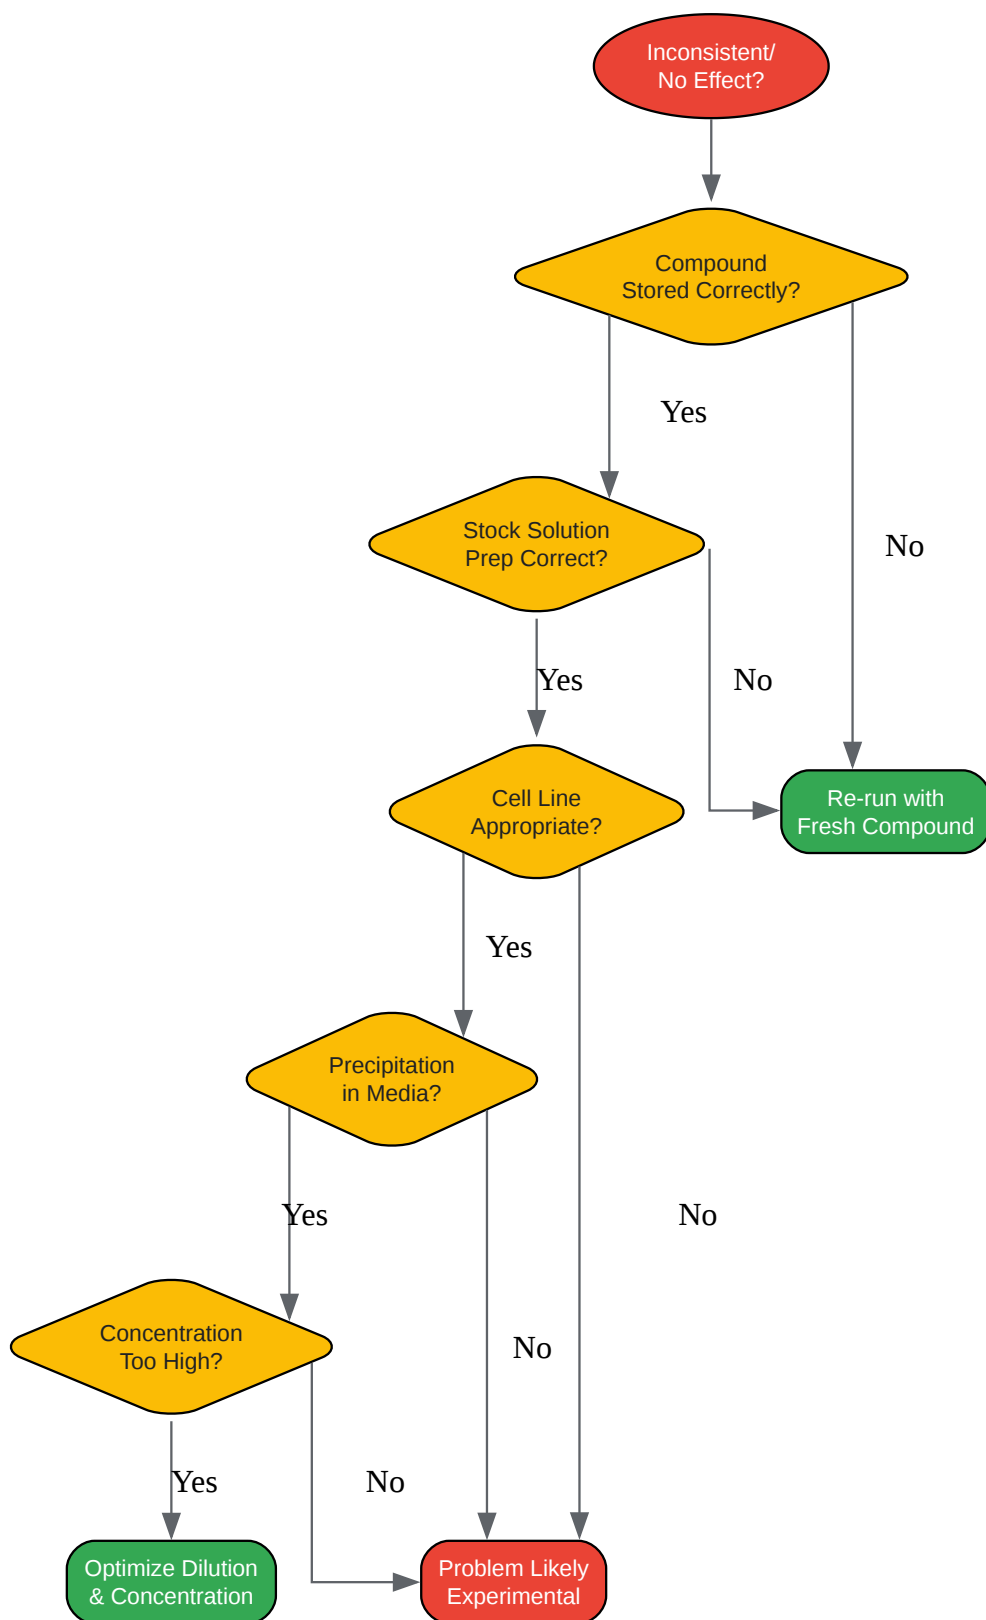 Inconsistent/
No Effect?
Compound
Stored Correctly?
Yes
No
Stock Solution
Prep Correct?
Yes
No
Cell Line
Appropriate?
Re-run with
Fresh Compound
Yes
No
Precipitation
in Media?
Yes
No
Concentration
Too High?
Yes
No
Optimize Dilution
& Concentration
Problem Likely
Experimental